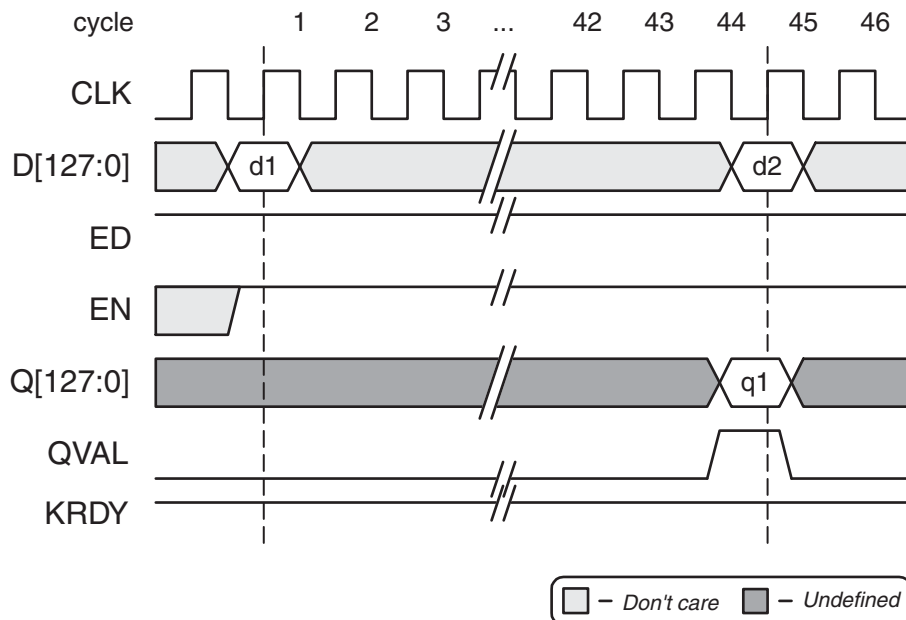 cycle 1 2 3 ... 42 43 44 45 46
CLK
D[127:0] d1 d2
ED
EN
Q[127:0] q1
QVAL
KRDY
– Don't care – Undefined